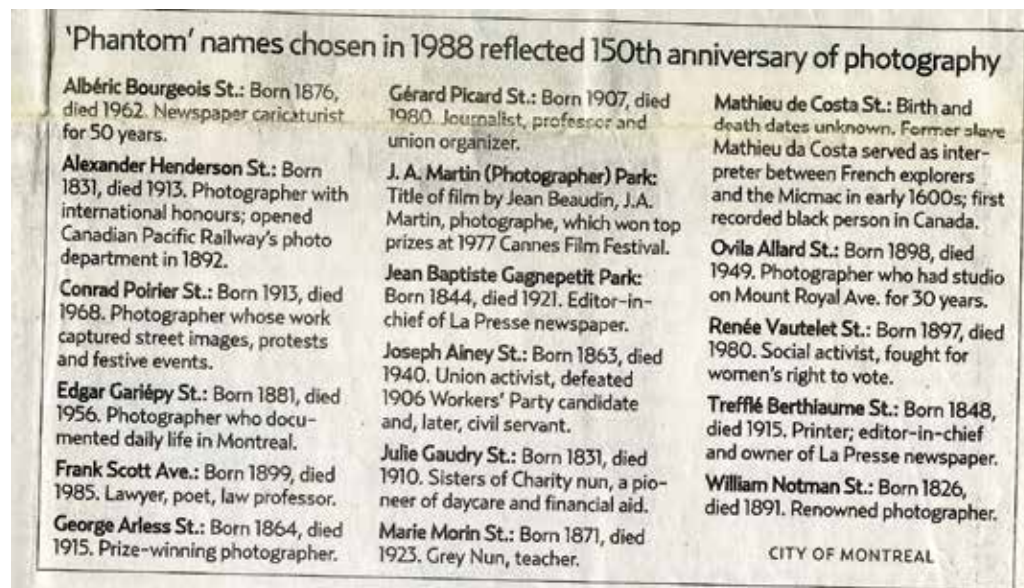 'Phantom' names chosen in 1988 reflected 150th anniversary of photography
Albéric Bourgeois St.: Born 1876,
died 1962. Newspaper caricaturist
for 50 years.
Alexander Henderson St.: Born
1831, died 1913. Photographer with
international honours; opened
Canadian Pacific Railway's photo
department in 1892.
Conrad Poirier St.: Born 1913, died
1968. Photographer whose work
captured street images, protests
and festive events.
Edgar Gariépy St.: Born 1881, died
1956. Photographer who docu-
mented daily life in Montreal.
Frank Scott Ave.: Born 1899, died
1985. Lawyer, poet, law professor.
George Arless St.: Born 1864, died
1915. Prize-winning photographer.
Gérard Picard St.: Born 1907, died
1980. Journalist, professor and
union organizer.
J. A. Martin (Photographer) Park:
Title of film by Jean Beaudin, J.A.
Martin, photographe, which won top
prizes at 1977 Cannes Film Festival.
Jean Baptiste Gagnepetit Park:
Born 1844, died 1921. Editor-in-
chief of La Presse newspaper.
Joseph Ainey St.: Born 1863, died
1940. Union activist, defeated
1906 Workers' Party candidate
and, later, civil servant.
Julie Gaudry St.: Born 1831, died
1910. Sisters of Charity nun, a pio-
neer of daycare and financial aid.
Marie Morin St.: Born 1871, died
1923. Grey Nun, teacher.
Mathieu de Costa St.: Birth and
death dates unknown. Former slave
Mathieu da Costa served as inter-
preter between French explorers
and the Micmac in early 1600s; first
recorded black person in Canada.
Ovila Allard St.: Born 1898, died
1949. Photographer who had studio
on Mount Royal Ave. for 30 years.
Renée Vautelet St.: Born 1897, died
1980. Social activist, fought for
women's right to vote.
Trefflé Berthiaume St.: Born 1848,
died 1915. Printer; editor-in-chief
and owner of La Presse newspaper.
William Notman St.: Born 1826,
died 1891. Renowned photographer.
CITY OF MONTREAL